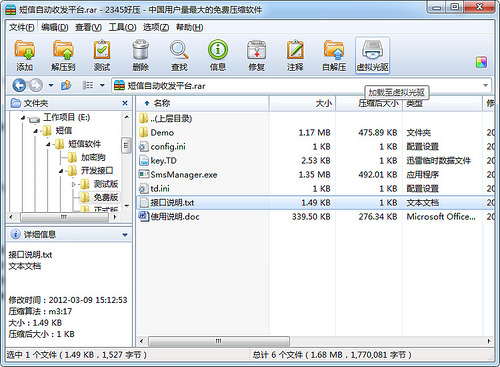 短信自动收发平台.rar - 2345好压 - 中国用户量最大的免费压缩软件
文件(F) 编辑(D) 查看(V) 工具(O) 选项(Z) 帮助(H)
添加 解压到 测试 删除 查找 信息 修复 注释 自解压 虚拟光驱
短信自动收发平台.rar
加载至虚拟光驱
文件夹
名称 大小 压缩后大小 类型
工作项目 (E:)
短信
短信软件
加密狗
开发接口
测试版
免费版
正式版
..(上层目录)
Demo 1.17 MB 475.89 KB 文件夹
config.ini 1 KB 1 KB 配置设置 20
key.TD 2.53 KB 1 KB 迅雷临时数据文件 20
SmsManager.exe 1.35 MB 492.01 KB 应用程序 20
td.ini 1 KB 1 KB 配置设置 20
接口说明.txt 1.49 KB 1 KB 文本文档 20
使用说明.doc 339.50 KB 276.34 KB Microsoft Office... 20
详细信息
接口说明.txt
文本文档
修改时间：2012-03-09 15:12:53
压缩算法：m3:17
大小：1.49 KB
压缩后大小：1 KB
选中 1 个文件 (1.49 KB，1,527 字节)
总计 6 个文件 (1.68 MB，1,770,081 字节)